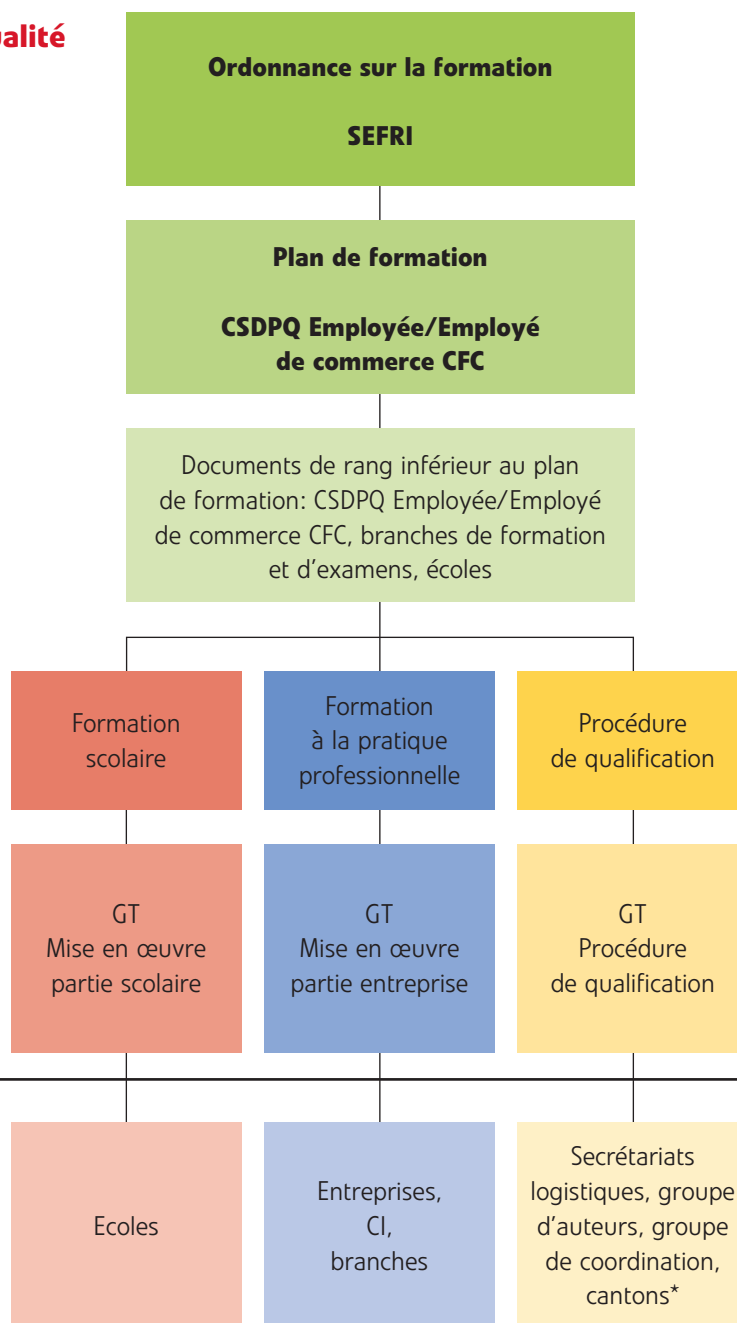 Ordonnance sur la formation
SEFRI
Plan de formation
CSDPQ Employée/Employé
de commerce CFC
Documents de rang inférieur au plan
de formation: CSDPQ Employée/Employé
de commerce CFC, branches de formation
et d’examens, écoles
Formation
scolaire
Formation
à la pratique
professionnelle
Procédure
de qualification
GT
Mise en œuvre
partie scolaire
GT
Mise en œuvre
partie entreprise
GT
Procédure
de qualification
Ecoles
Entreprises,
CI,
branches
Secrétariats
logistiques, groupe
d’auteurs, groupe
de coordination,
cantons*